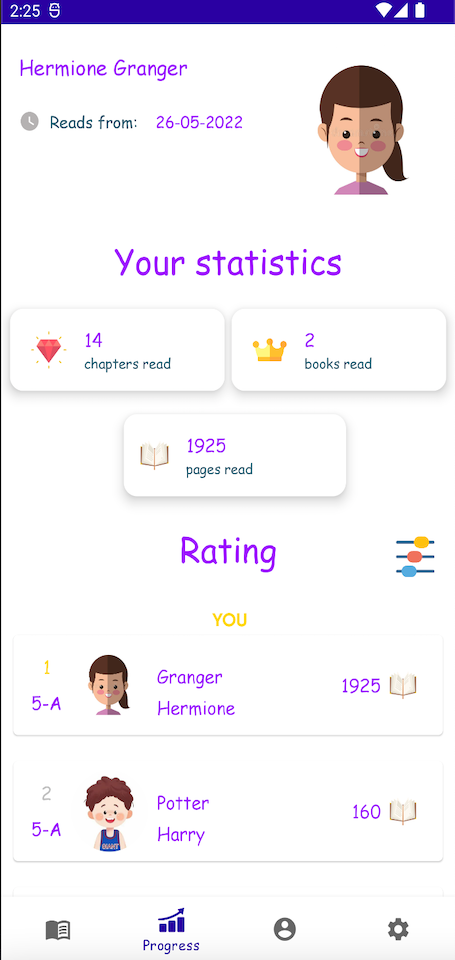 2:25
Hermione Granger
Reads from: 26-05-2022
Your statistics
14
chapters read
2
books read
1925
pages read
Rating
YOU
1
5-A
Granger
Hermione
1925
2
5-A
Potter
Harry
160
Progress